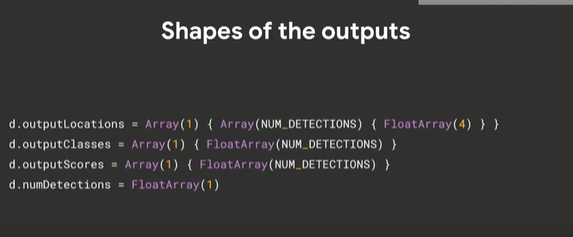 Shapes of the outputs
d.outputLocations = Array(1) { Array(NUM_DETECTIONS) { FloatArray(4) } }
d.outputClasses = Array(1) { FloatArray(NUM_DETECTIONS) }
d.outputScores = Array(1) { FloatArray(NUM_DETECTIONS) }
d.numDetections = FloatArray(1)